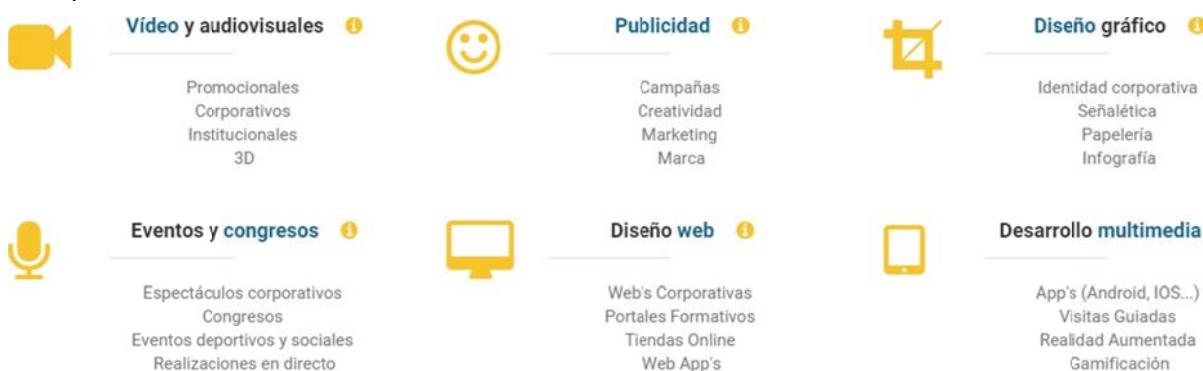 Vídeo y audiovisuales
Promocionales
Corporativos
Institucionales
3D
Publicidad
Campañas
Creatividad
Marketing
Marca
Diseño gráfico
Identidad corporativa
Señalética
Papelería
Infografía
Eventos y congresos
Espectáculos corporativos
Congresos
Eventos deportivos y sociales
Realizaciones en directo
Diseño web
Web's Corporativas
Portales Formativos
Tiendas Online
Web App's
Desarrollo multimedia
App's (Android, IOS...)
Visitas Guiadas
Realidad Aumentada
Gamificación